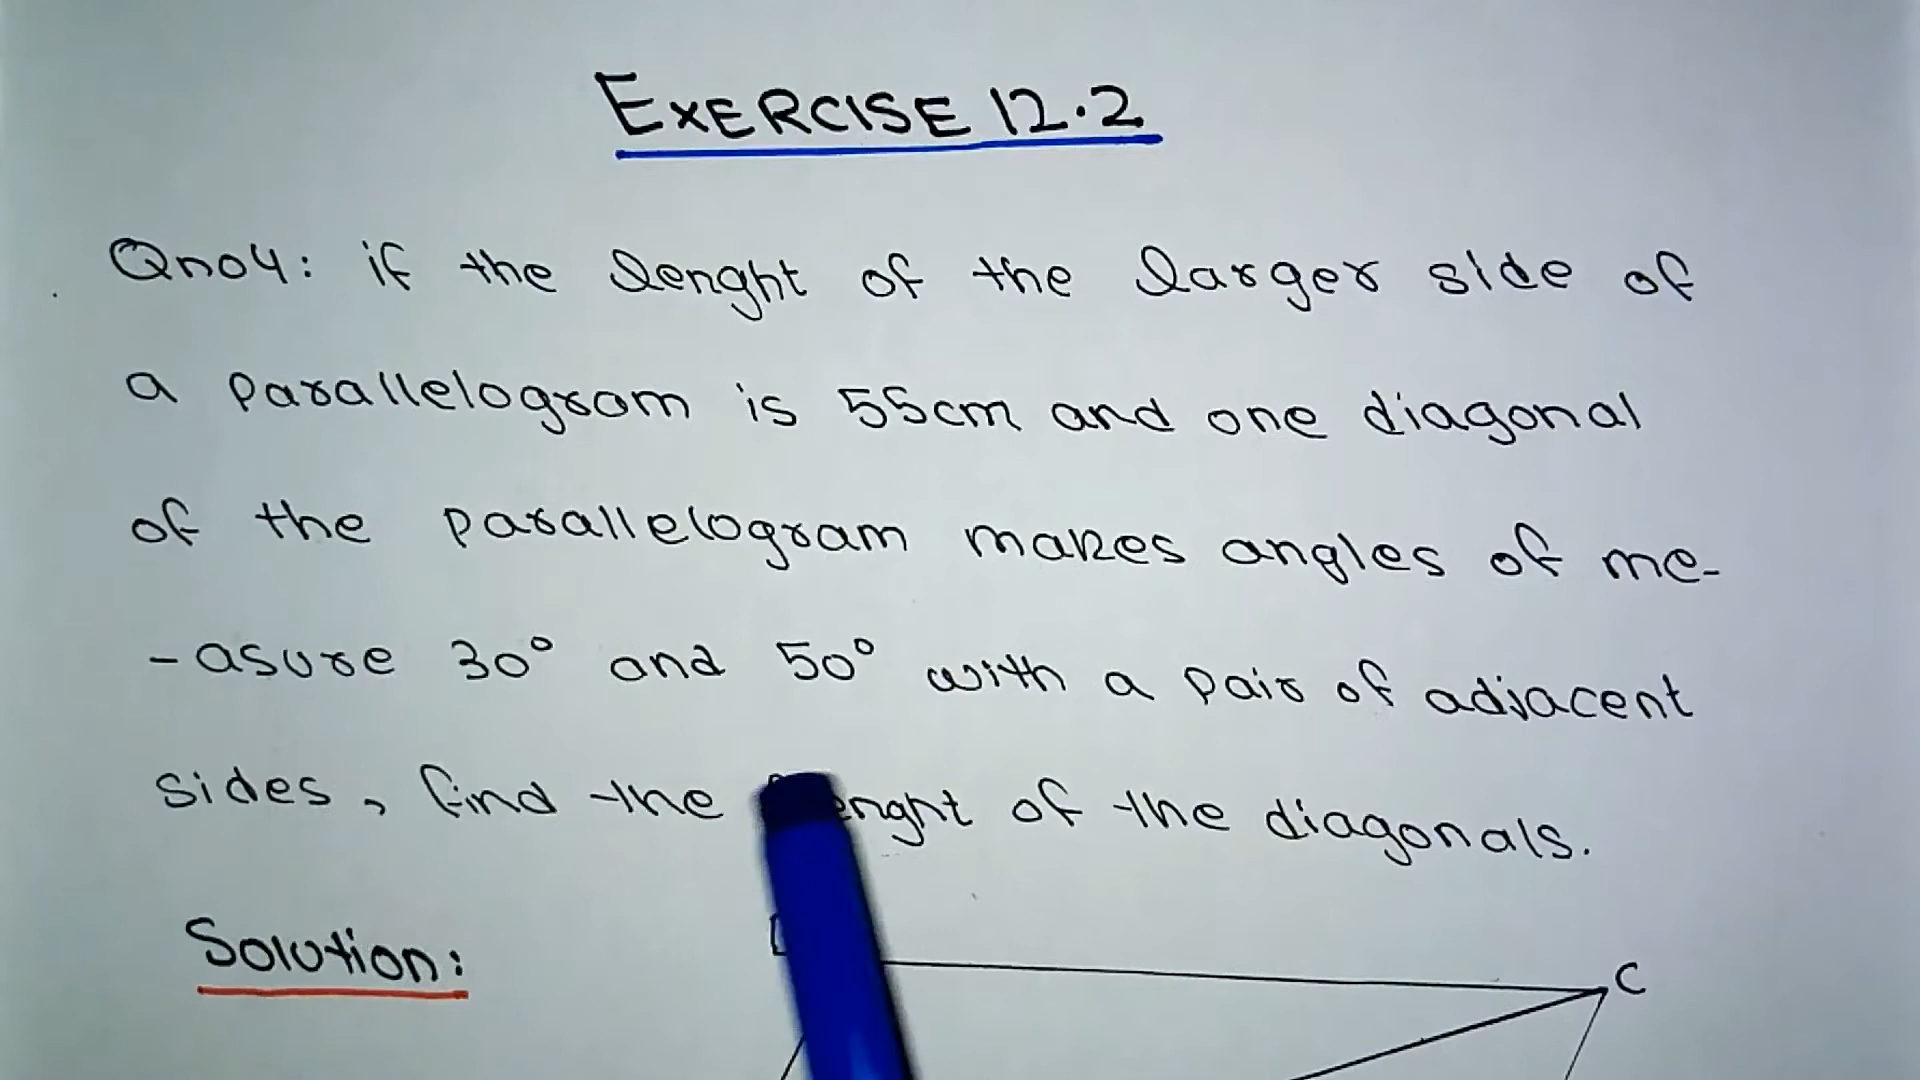 EXERCISE 12.2
Qno4: if the lenght of the larger side of
a parallelogram is 55cm and one diagonal
of the parallelogram makes angles of me-
-asure 30° and 50° with a pair of adjacent
sides, find the lenght of the diagonals.
Solution:
C